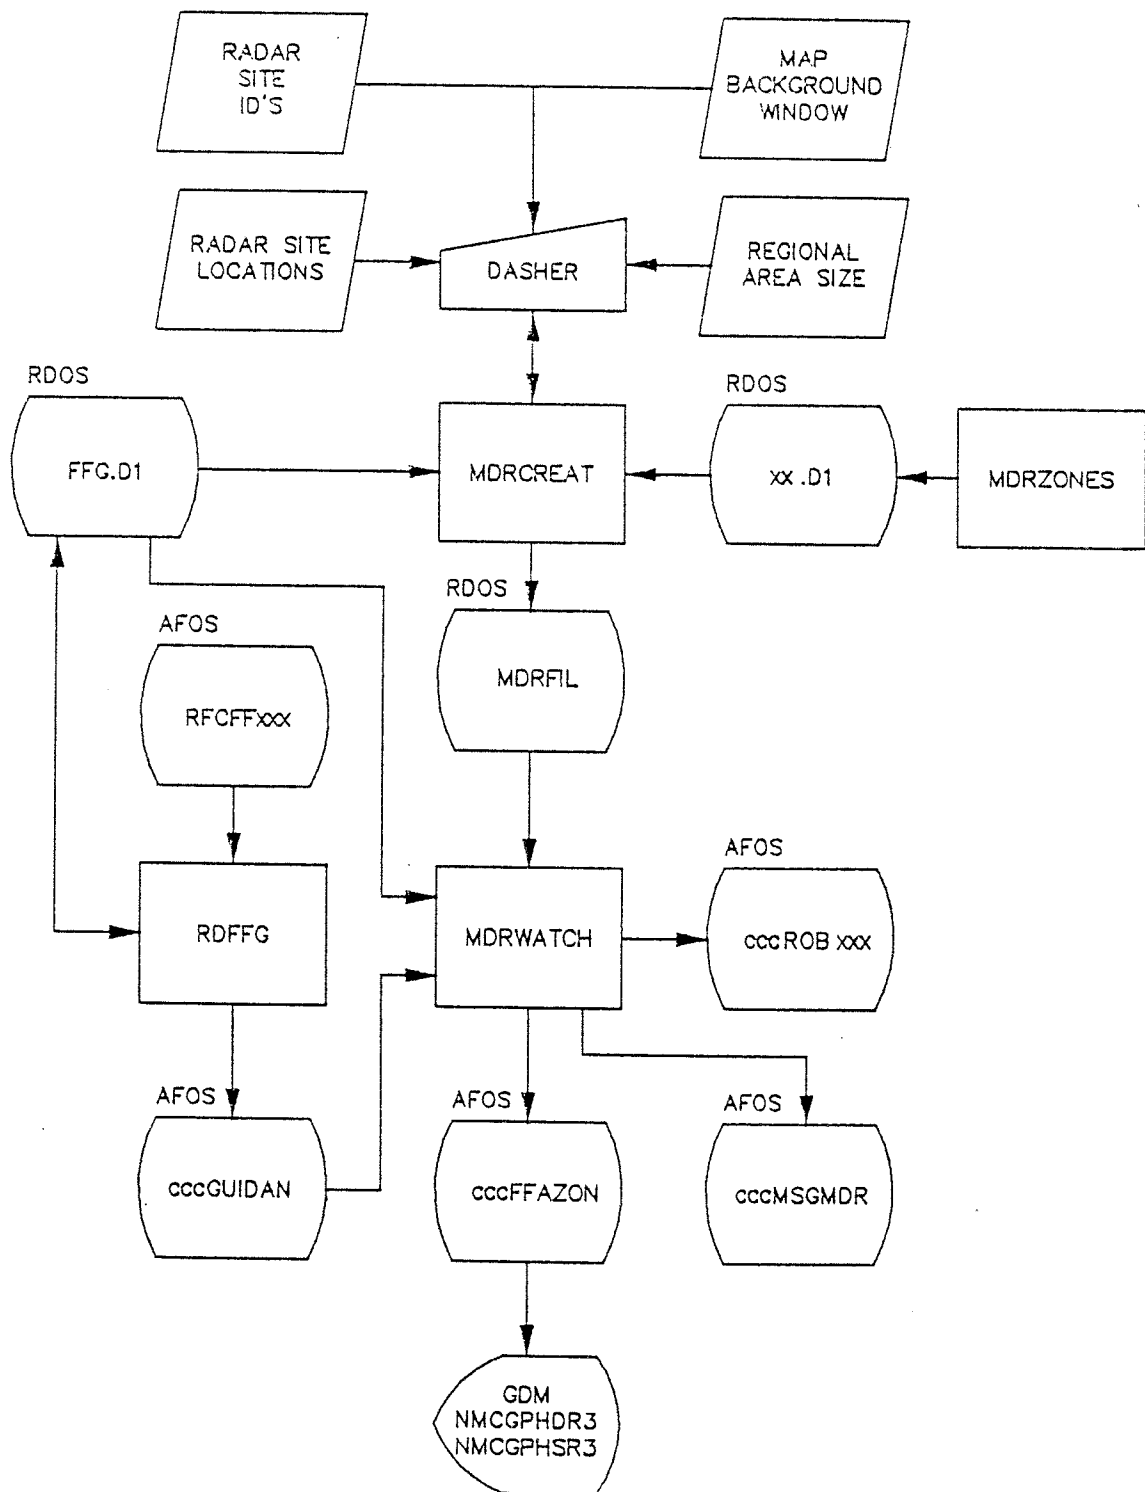 RADAR
SITE
ID'S
MAP
BACKGROUND
WINDOW
RADAR SITE
LOCATIONS
DASHER
REGIONAL
AREA SIZE
RDOS
FFG.D1
MDRCREAT
RDOS
xx .D1
MDRZONES
RDOS
MDRFIL
AFOS
RFCFFxxx
RDFFG
MDRWATCH
AFOS
cccROB xxx
AFOS
cccGUIDAN
AFOS
cccFFAZON
AFOS
cccMSGMDR
GDM
NMCGPHDR3
NMCGPHSR3